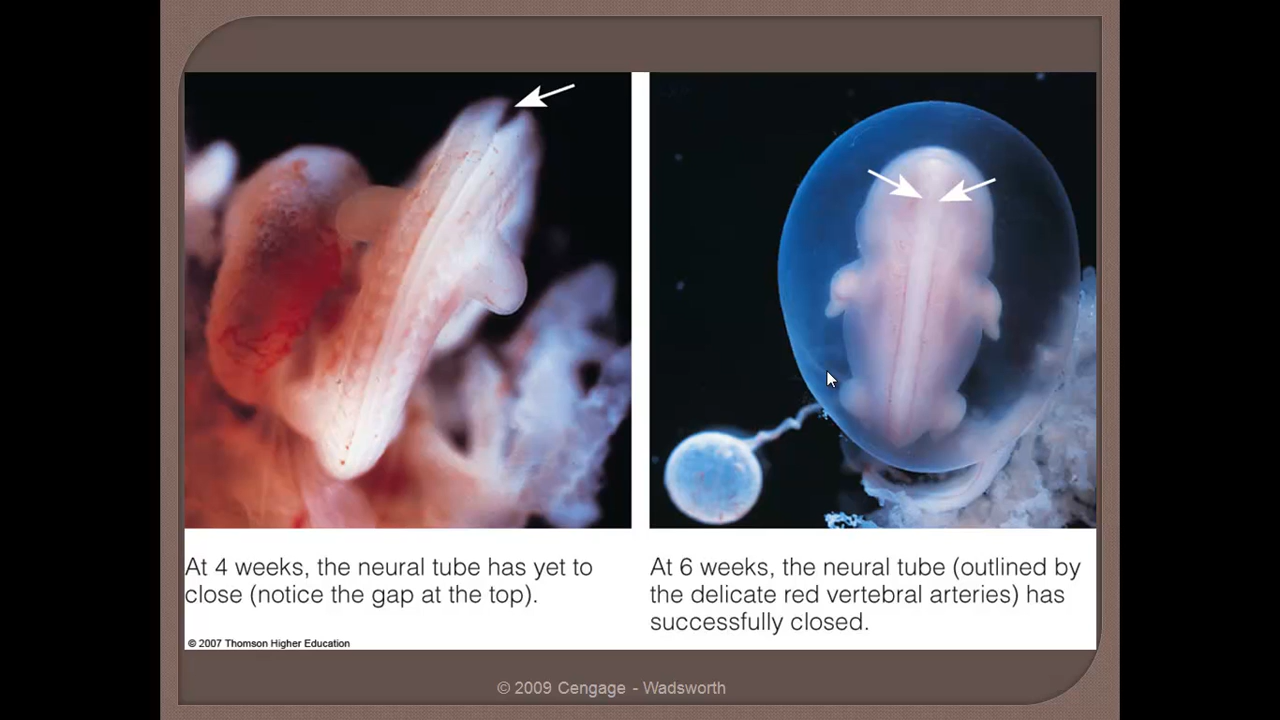 At 4 weeks, the neural tube has yet to
close (notice the gap at the top).
At 6 weeks, the neural tube (outlined by
the delicate red vertebral arteries) has
successfully closed.
© 2007 Thomson Higher Education
© 2009 Cengage - Wadsworth